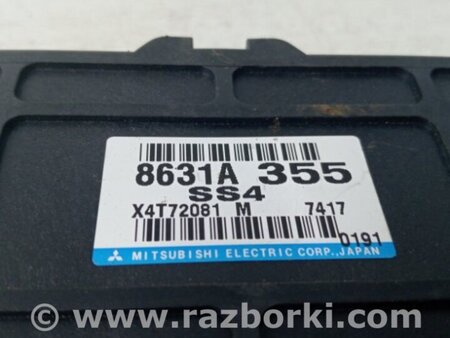 8631A 355
SS4
X4T72081 M 7417
0191
MITSUBISHI ELECTRIC CORP., JAPAN
© www.razborki.com